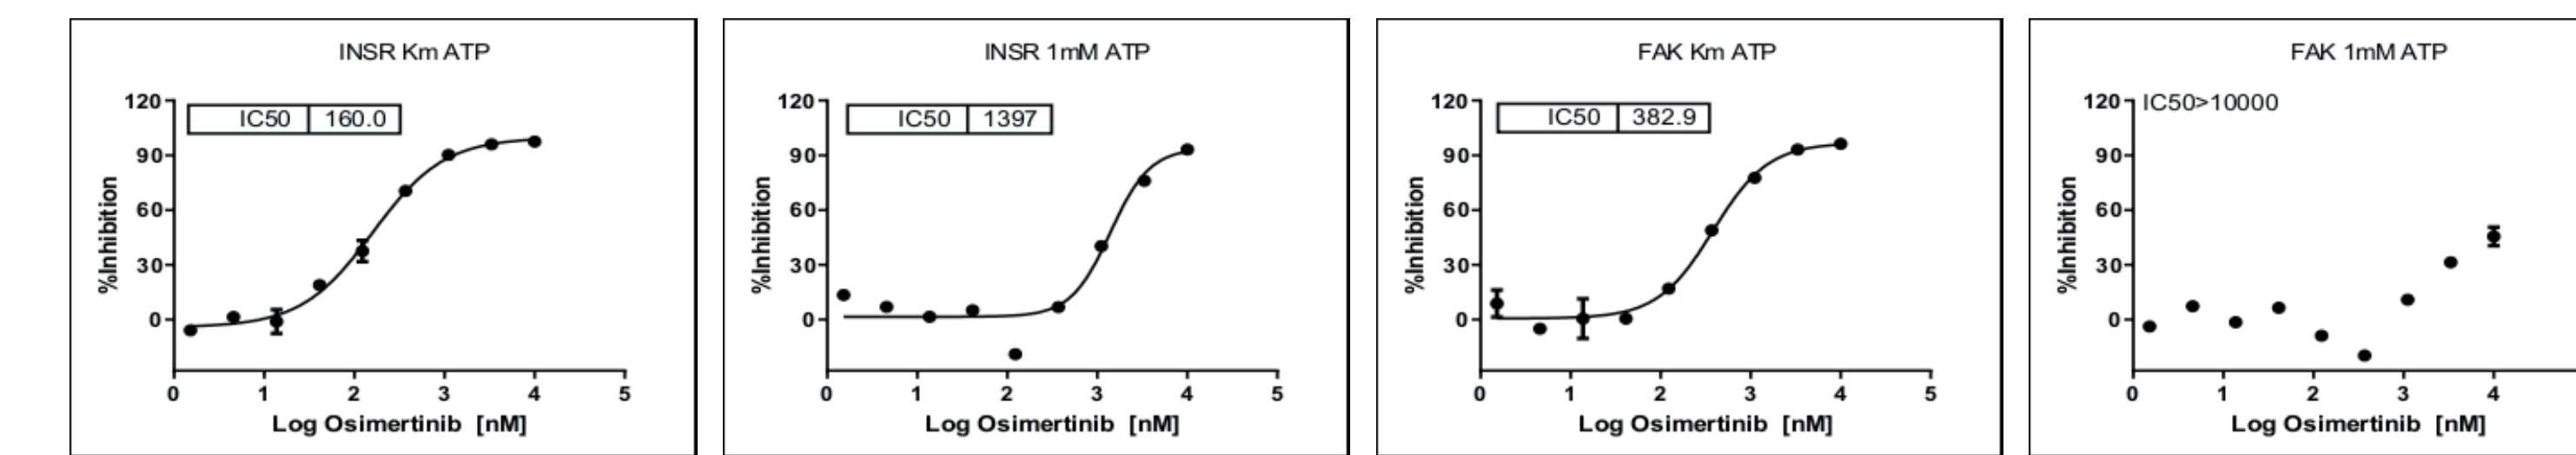 INSR Km ATP
IC50 160.0
120
90
60
30
0
%Inhibition
0 1 2 3 4 5
Log Osimertinib [nM]
INSR 1mM ATP
IC50 1397
120
90
60
30
0
%Inhibition
0 1 2 3 4 5
Log Osimertinib [nM]
FAK Km ATP
IC50 382.9
120
90
60
30
0
%Inhibition
0 1 2 3 4 5
Log Osimertinib [nM]
FAK 1mM ATP
IC50>10000
120
90
60
30
0
%Inhibition
0 1 2 3 4
Log Osimertinib [nM]